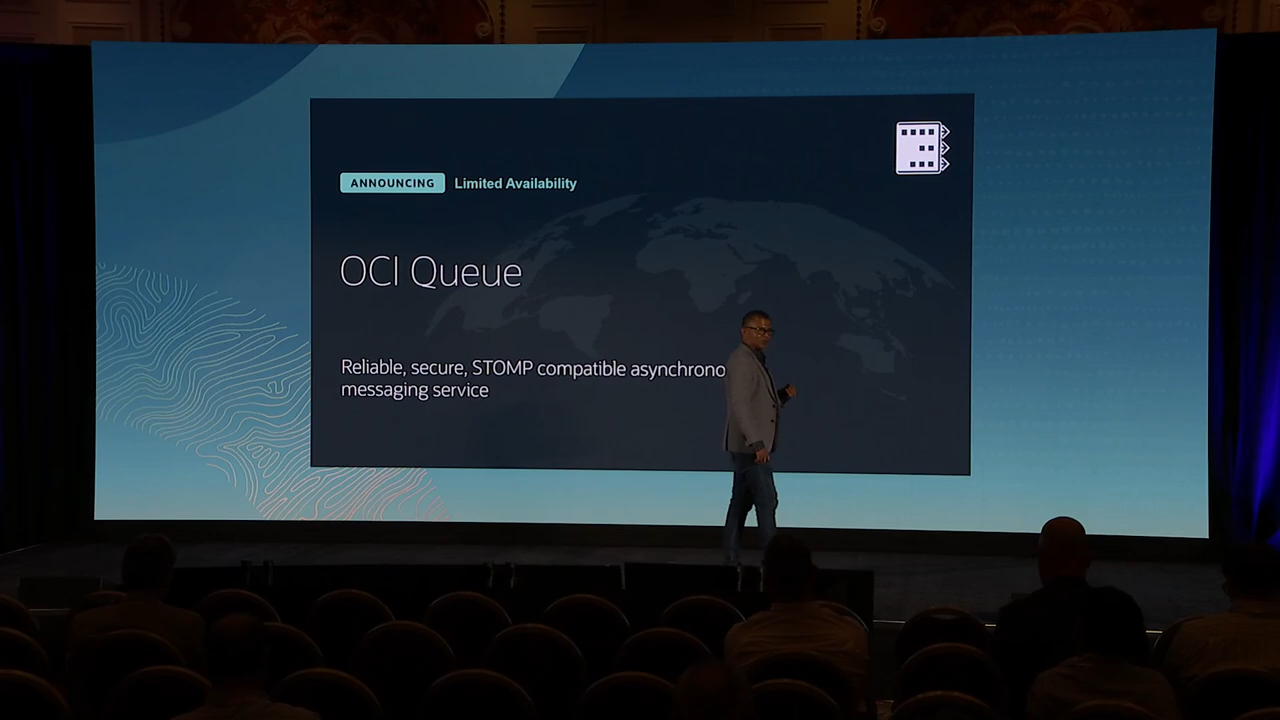 ANNOUNCING Limited Availability
OCI Queue
Reliable, secure, STOMP compatible asynchrono
messaging service